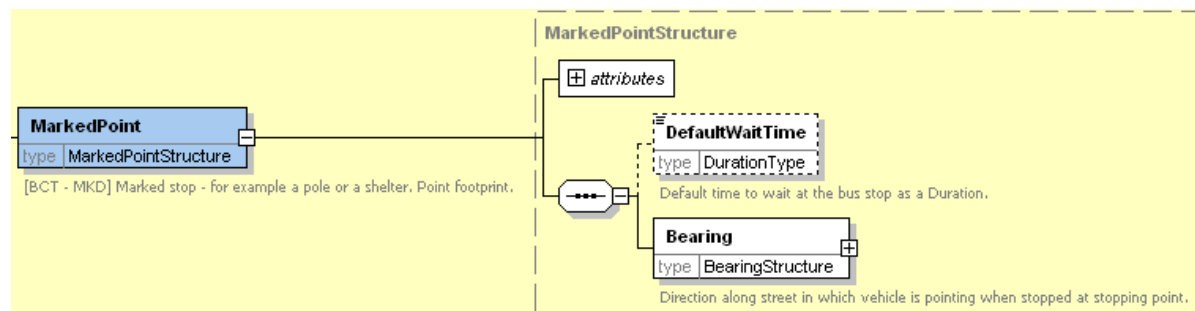 MarkedPointStructure
attributes
MarkedPoint
type MarkedPointStructure
[BCT - MKD] Marked stop - for example a pole or a shelter. Point footprint.
DefaultWaitTime
type DurationType
Default time to wait at the bus stop as a Duration.
Bearing
type BearingStructure
Direction along street in which vehicle is pointing when stopped at stopping point.